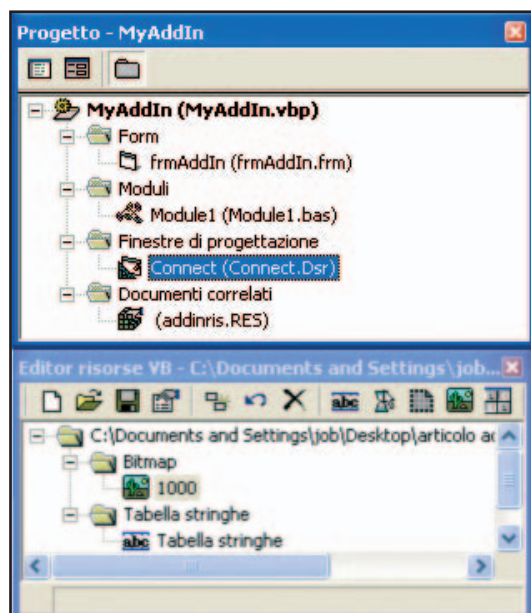 Progetto - MyAddIn
MyAddIn (MyAddIn.vbp)
Form
frmAddIn (frmAddIn.frm)
Moduli
Module1 (Module1.bas)
Finestre di progettazione
Connect (Connect.Dsr)
Documenti correlati
(addinris.RES)
Editor risorse VB - C:\Documents and Settings\job...
abc
C:\Documents and Settings\job\Desktop\articolo ad
Bitmap
1000
Tabella stringhe
abc Tabella stringhe